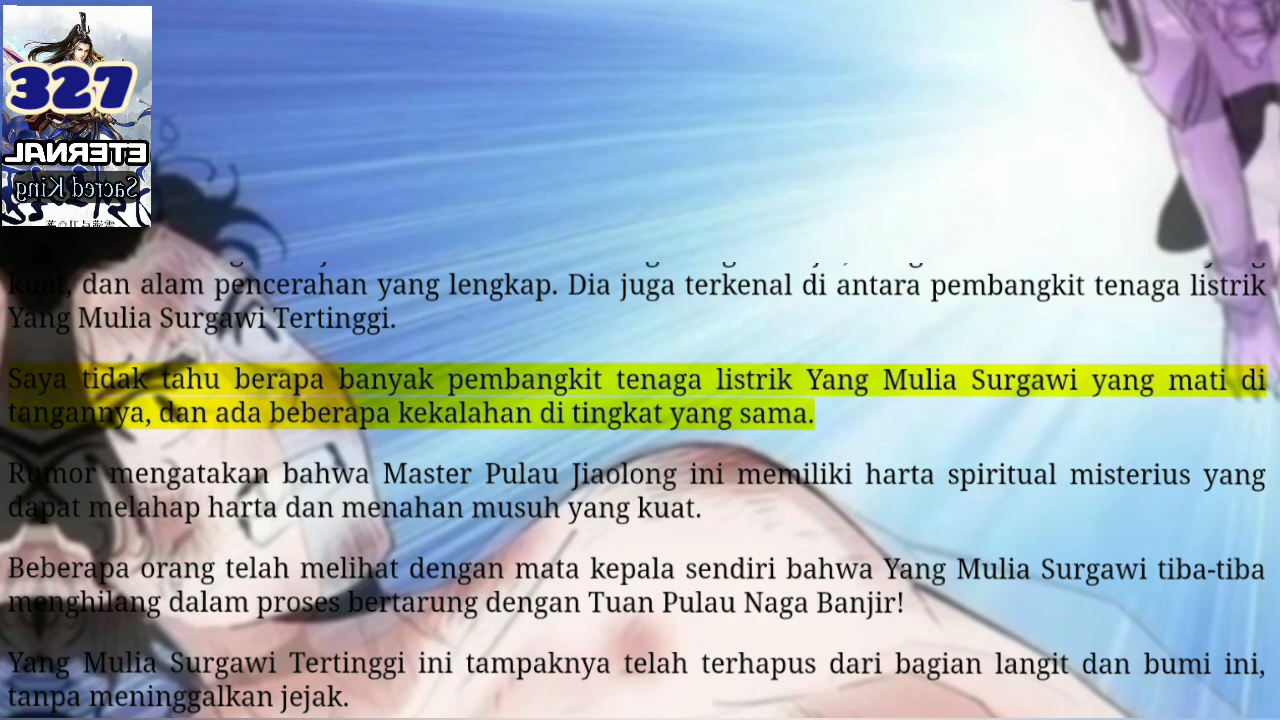 327
ETERNAL
Sacred King
kuat, dan alam pencerahan yang lengkap. Dia juga terkenal di antara pembangkit tenaga listrik
Yang Mulia Surgawi Tertinggi.
Saya tidak tahu berapa banyak pembangkit tenaga listrik Yang Mulia Surgawi yang mati di
tangannya, dan ada beberapa kekalahan di tingkat yang sama.
Rumor mengatakan bahwa Master Pulau Jiaolong ini memiliki harta spiritual misterius yang
dapat melahap harta dan menahan musuh yang kuat.
Beberapa orang telah melihat dengan mata kepala sendiri bahwa Yang Mulia Surgawi tiba-tiba
menghilang dalam proses bertarung dengan Tuan Pulau Naga Banjir!
Yang Mulia Surgawi Tertinggi ini tampaknya telah terhapus dari bagian langit dan bumi ini,
tanpa meninggalkan jejak.